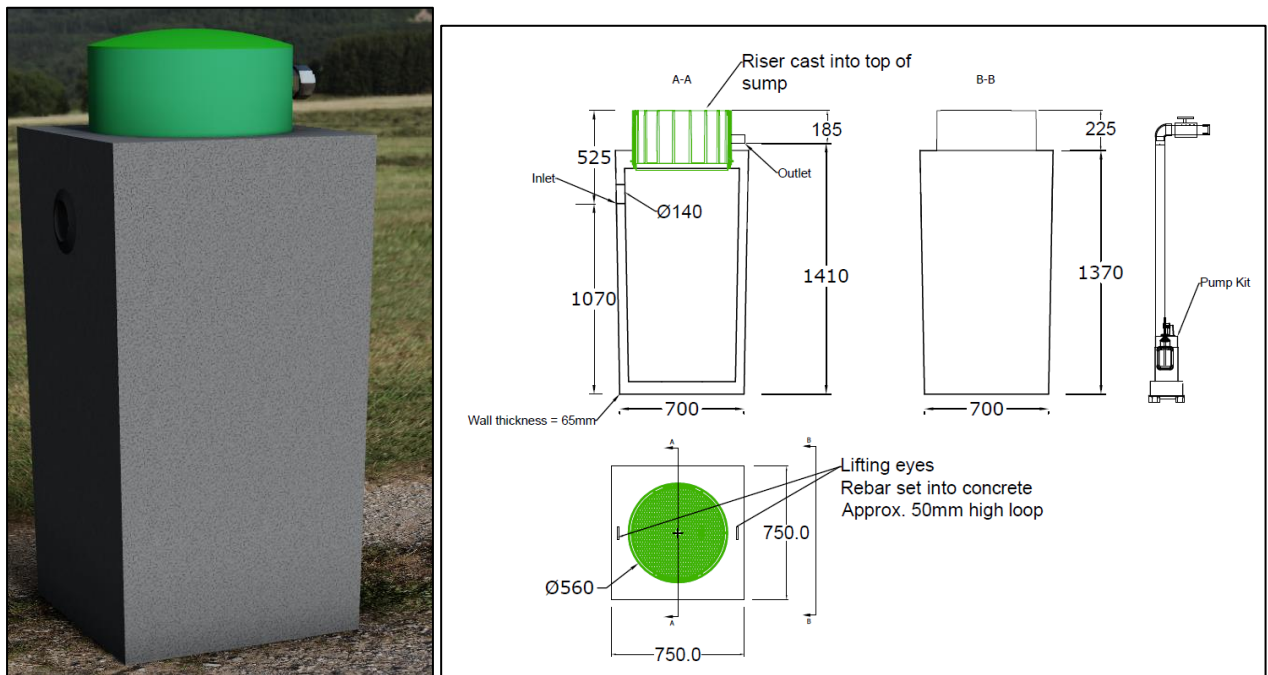 A-A
Riser cast into top of
sump
B-B
525
185
225
Inlet
Outlet
Ø140
1070
1410
1370
Pump Kit
700
700
Wall thickness = 65mm
A
B
Lifting eyes
Rebar set into concrete
Approx. 50mm high loop
750.0
Ø560
A
B
750.0